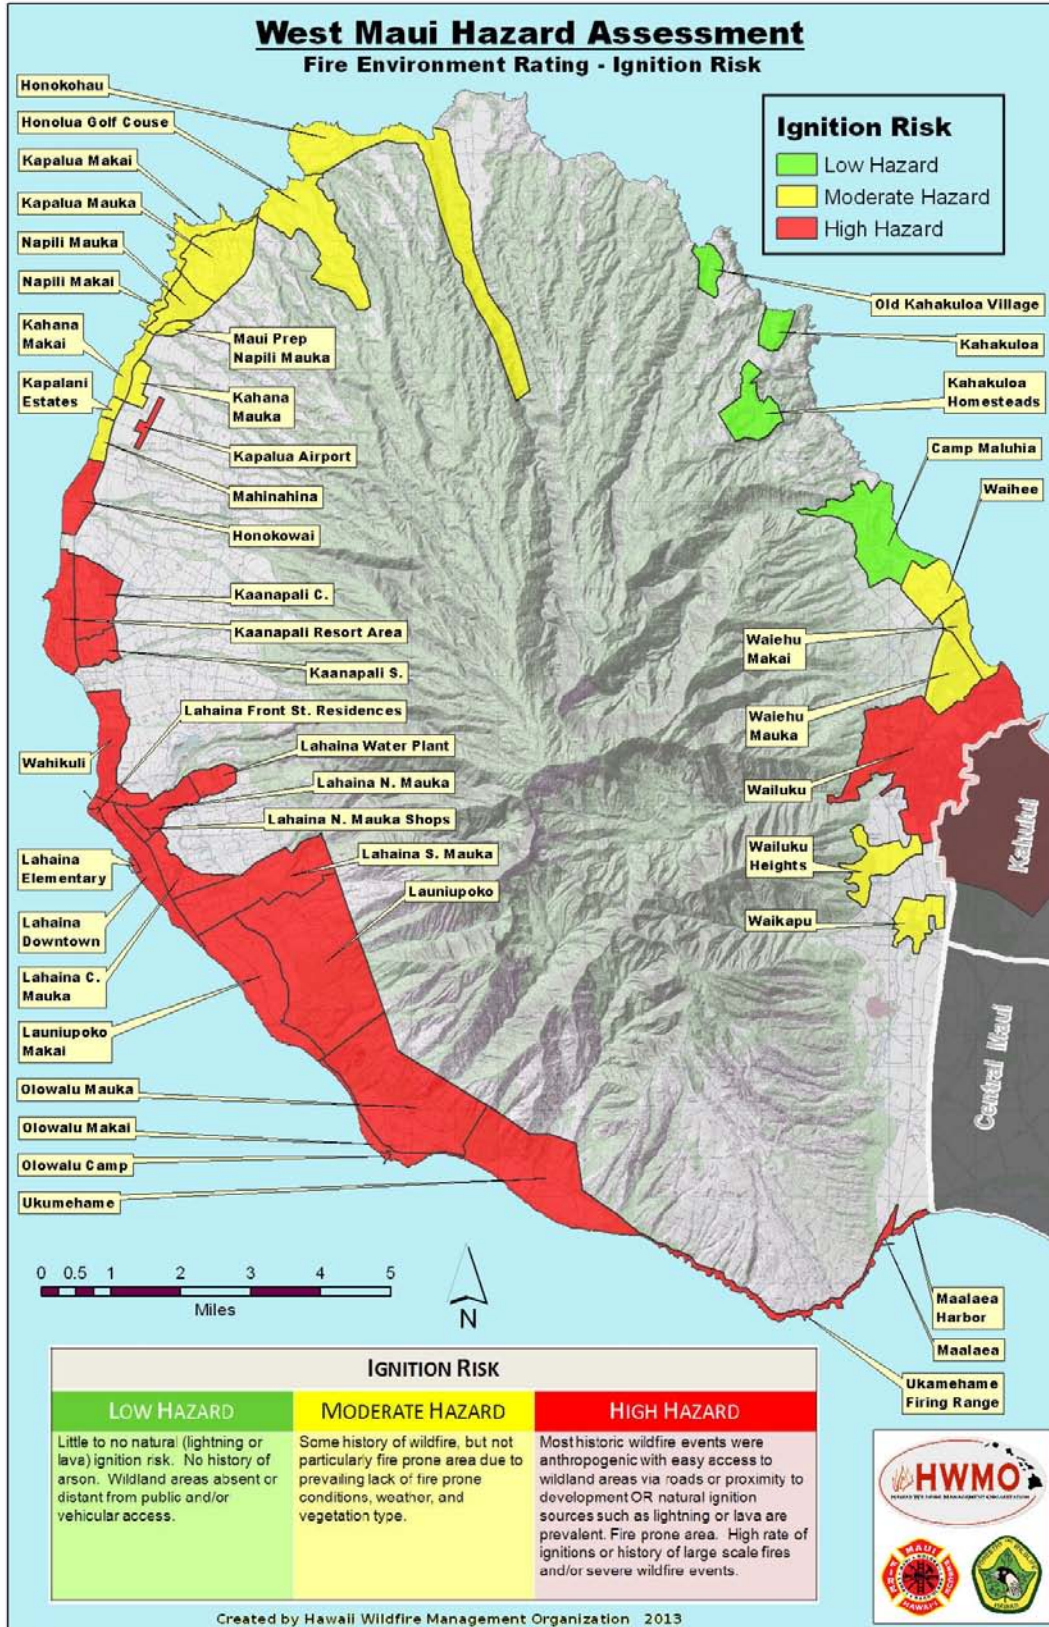 West Maui Hazard Assessment
Fire Environment Rating - Ignition Risk
Ignition Risk
Low Hazard
Moderate Hazard
High Hazard
Honokohau
Honolua Golf Couse
Kapalua Makai
Kapalua Mauka
Napili Mauka
Napili Makai
Kahana
Makai
Kapalani
Estates
Maui Prep
Napili Mauka
Kahana
Mauka
Kapalua Airport
Mahinahina
Honokowai
Kaanapali C.
Kaanapali Resort Area
Kaanapali S.
Lahaina Front St. Residences
Wahikuli
Lahaina Water Plant
Lahaina N. Mauka
Lahaina N. Mauka Shops
Lahaina S. Mauka
Launiupoko
Lahaina
Elementary
Lahaina
Downtown
Lahaina C.
Mauka
Launiupoko
Makai
Olowalu Mauka
Olowalu Makai
Olowalu Camp
Ukumehame
Old Kahakuloa Village
Kahakuloa
Kahakuloa
Homesteads
Camp Maluhia
Waihee
Waiehu
Makai
Waiehu
Mauka
Wailuku
Wailuku
Heights
Waikapu
Kahului
Central Maui
Maalaea
Harbor
Maalaea
Ukamehame
Firing Range
0 0.5 1 2 3 4 5
Miles
N
IGNITION RISK
LOW HAZARD
Little to no natural (lightning or
lava) ignition risk. No history of
arson. Wildland areas absent or
distant from public and/or
vehicular access.
MODERATE HAZARD
Some history of wildfire, but not
particularly fire prone area due to
prevailing lack of fire prone
conditions, weather, and
vegetation type.
HIGH HAZARD
Most historic wildfire events were
anthropogenic with easy access to
wildland areas via roads or proximity to
development OR natural ignition
sources such as lightning or lava are
prevalent. Fire prone area. High rate of
ignitions or history of large scale fires
and/or severe wildfire events.
HWMO
MAUI
FIRE
HAWAII
Created by Hawaii Wildfire Management Organization 2013